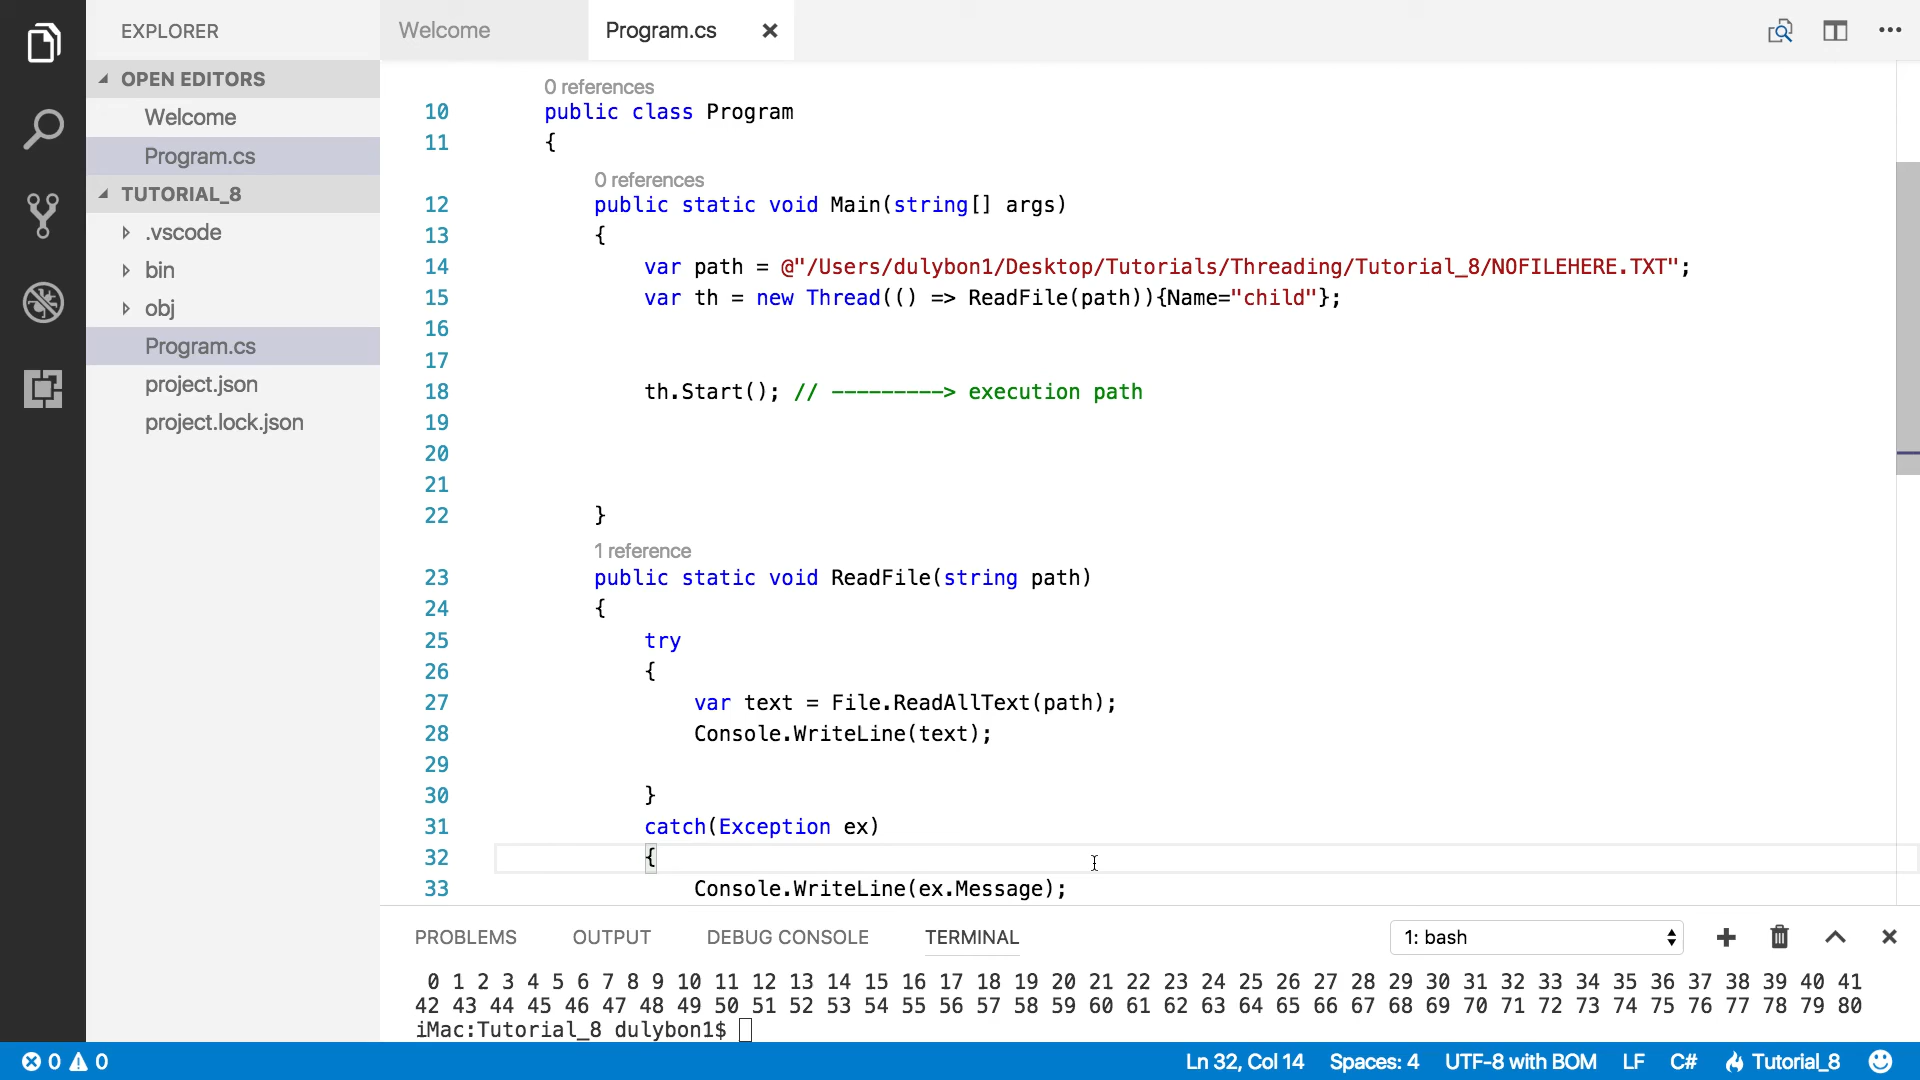 EXPLORER
OPEN EDITORS
Welcome
Program.cs
TUTORIAL_8
.vscode
bin
obj
Program.cs
project.json
project.lock.json
Welcome
Program.cs
0 references
10 public class Program
11 {
0 references
12 public static void Main(string[] args)
13 {
14 var path = @"/Users/dulybon1/Desktop/Tutorials/Threading/Tutorial_8/NOFILEHERE.TXT";
15 var th = new Thread(() => ReadFile(path)){Name="child"};
16
17
18 th.Start(); // ---------> execution path
19
20
21
22 }
1 reference
23 public static void ReadFile(string path)
24 {
25 try
26 {
27 var text = File.ReadAllText(path);
28 Console.WriteLine(text);
29
30 }
31 catch(Exception ex)
32 {
33 Console.WriteLine(ex.Message);
PROBLEMS OUTPUT DEBUG CONSOLE TERMINAL 1: bash
0 1 2 3 4 5 6 7 8 9 10 11 12 13 14 15 16 17 18 19 20 21 22 23 24 25 26 27 28 29 30 31 32 33 34 35 36 37 38 39 40 41
42 43 44 45 46 47 48 49 50 51 52 53 54 55 56 57 58 59 60 61 62 63 64 65 66 67 68 69 70 71 72 73 74 75 76 77 78 79 80
iMac:Tutorial_8 dulybon1$
0 0 Ln 32, Col 14 Spaces: 4 UTF-8 with BOM LF C# Tutorial_8